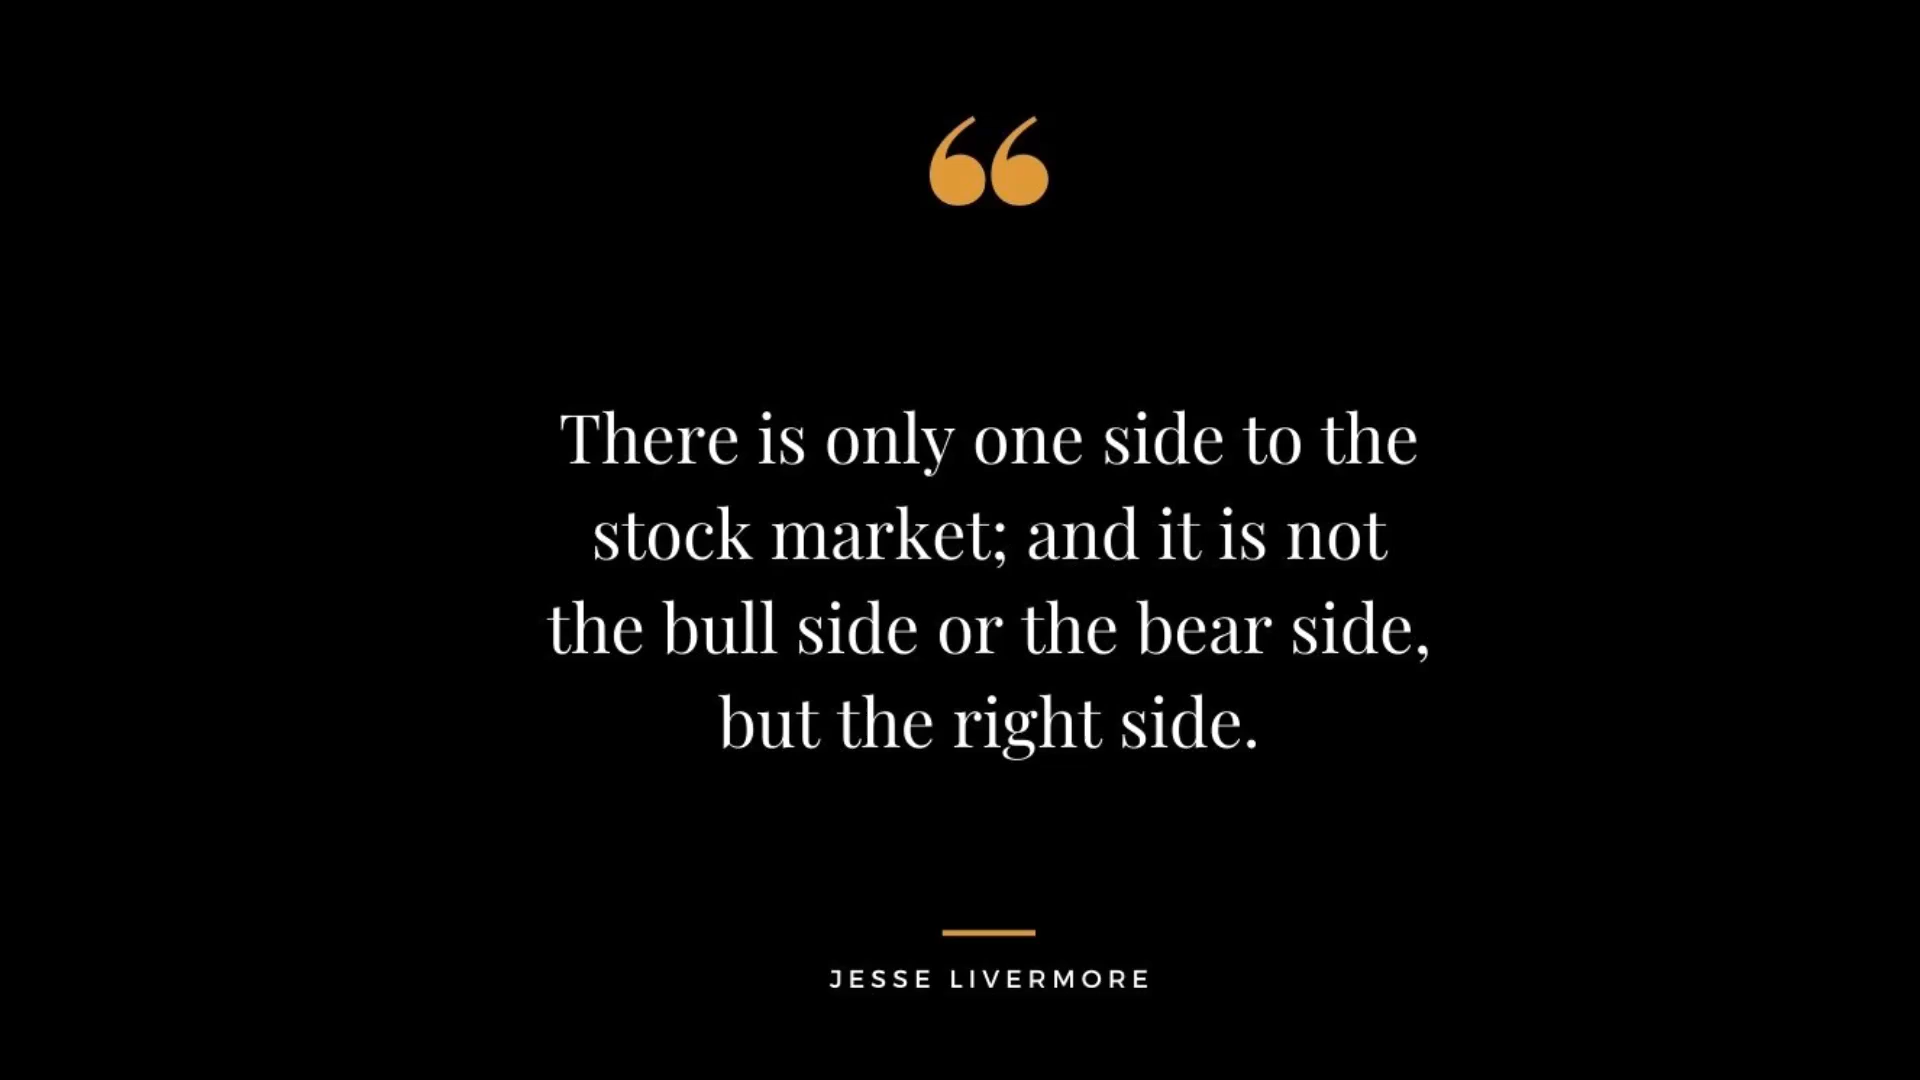 “
There is only one side to the
stock market; and it is not
the bull side or the bear side,
but the right side.
JESSE LIVERMORE